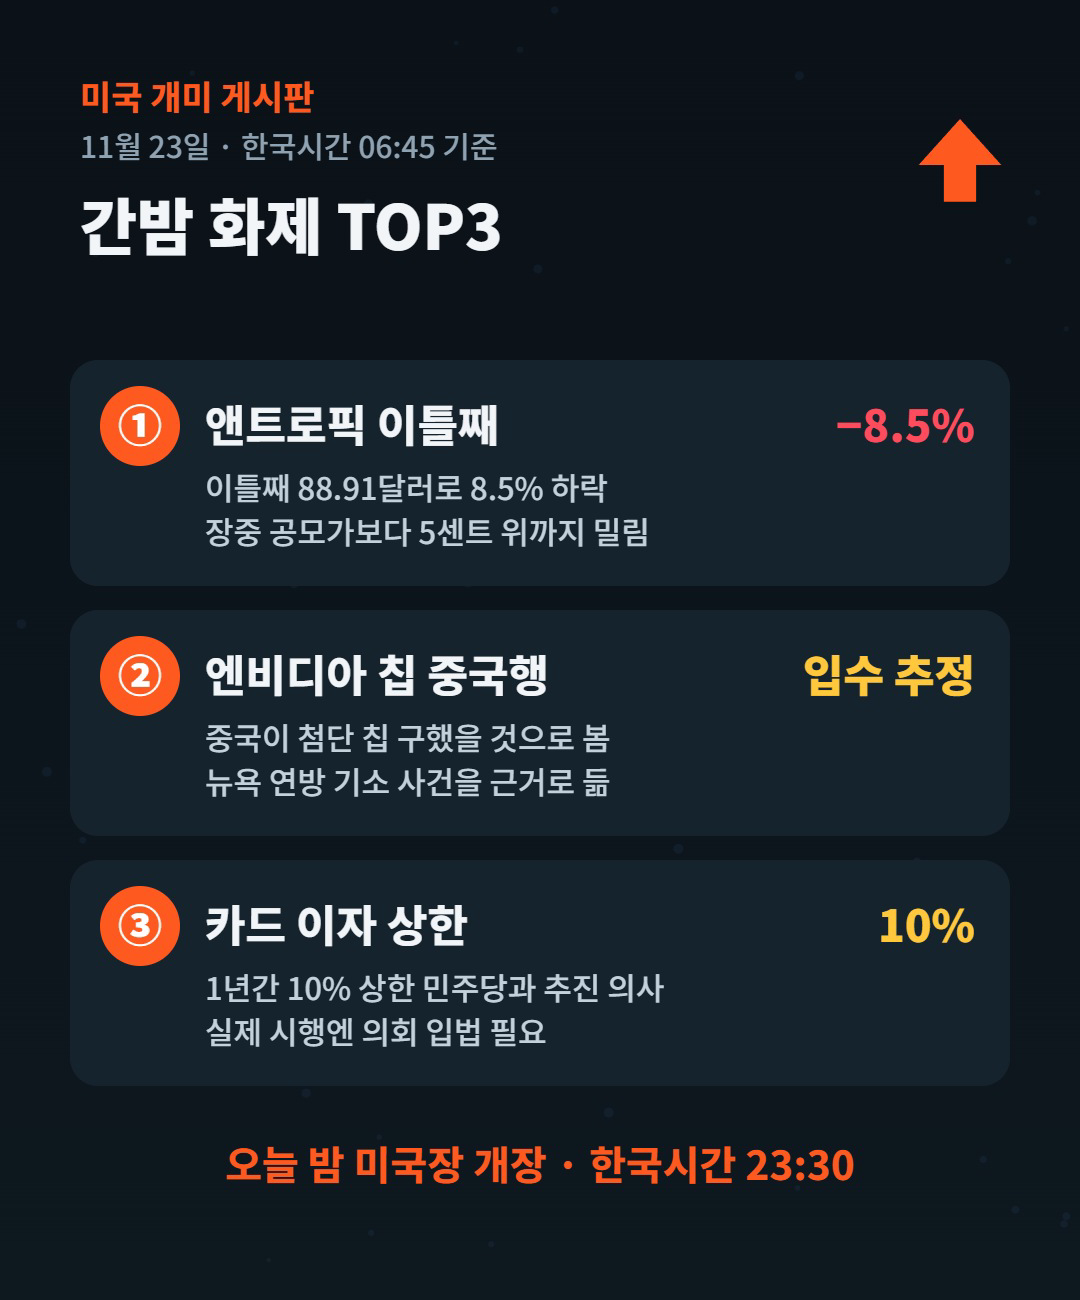 미국 개미 게시판
11월 23일 · 한국시간 06:45 기준
간밤 화제 TOP3
① 앤트로픽 이틀째 −8.5%
이틀째 88.91달러로 8.5% 하락
장중 공모가보다 5센트 위까지 밀림
② 엔비디아 칩 중국행 입수 추정
중국이 첨단 칩 구했을 것으로 봄
뉴욕 연방 기소 사건을 근거로 듦
③ 카드 이자 상한 10%
1년간 10% 상한 민주당과 추진 의사
실제 시행엔 의회 입법 필요
오늘 밤 미국장 개장 · 한국시간 23:30